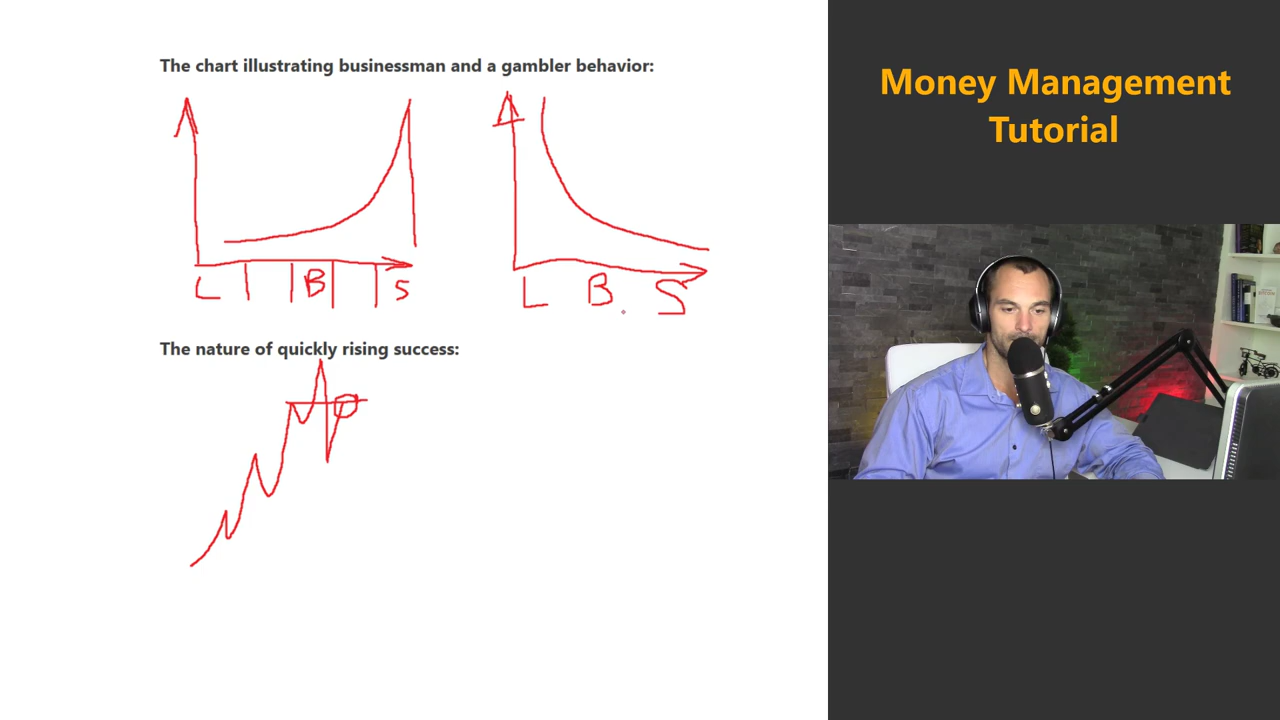 The chart illustrating businessman and a gambler behavior:
L B S
L B S
The nature of quickly rising success:
Money Management
Tutorial